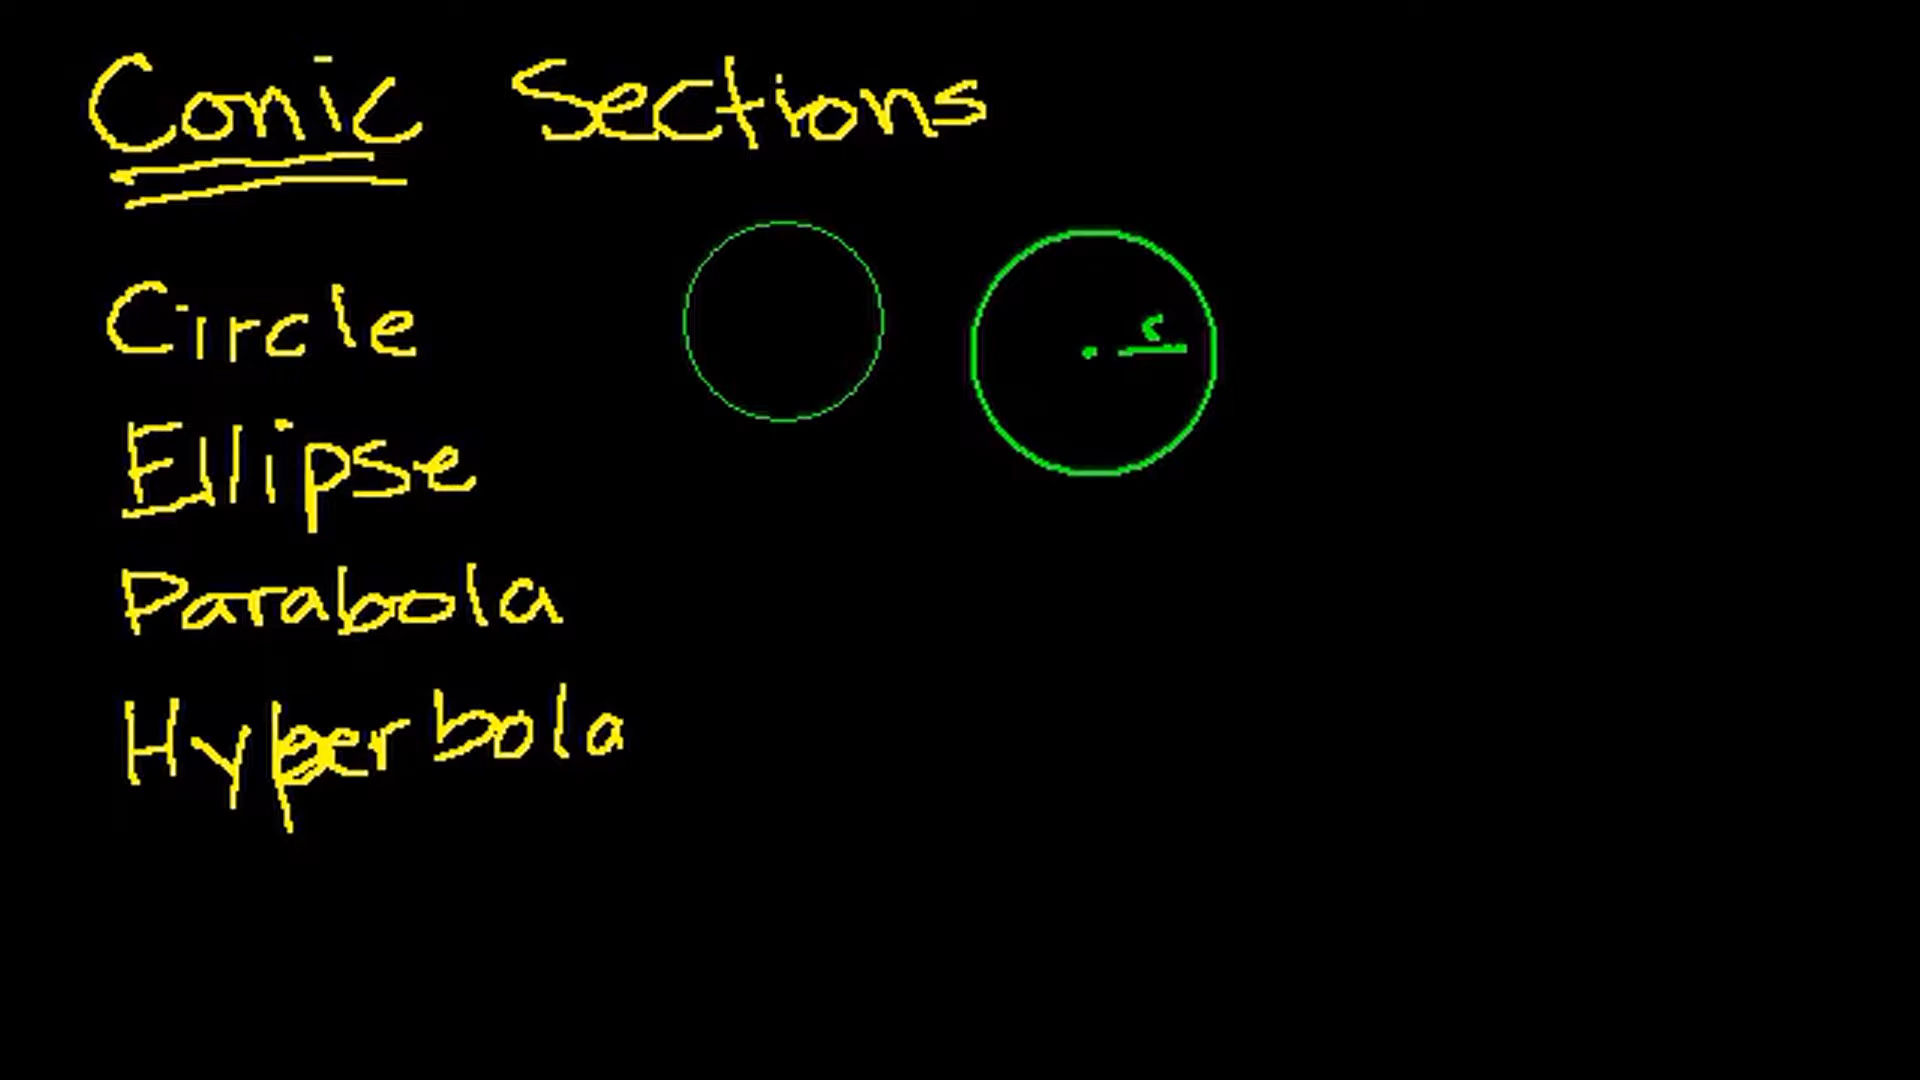 Conic Sections
Circle
Ellipse
Parabola
Hyperbola